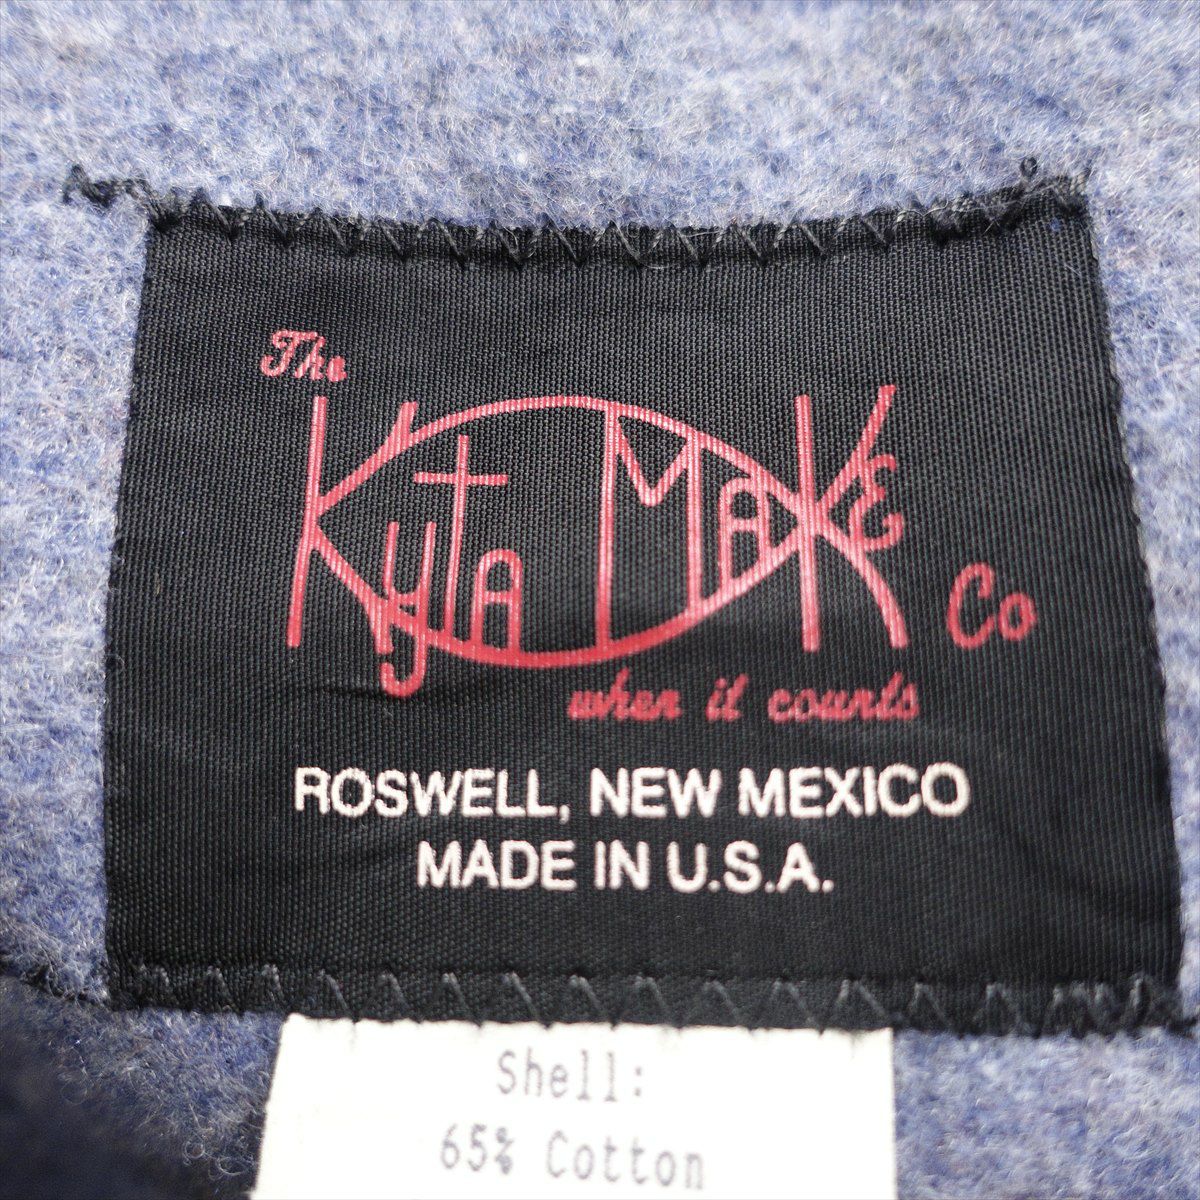 The
KytA MAKE
Co
when it counts
ROSWELL, NEW MEXICO
MADE IN U.S.A.
Shell:
65% Cotton